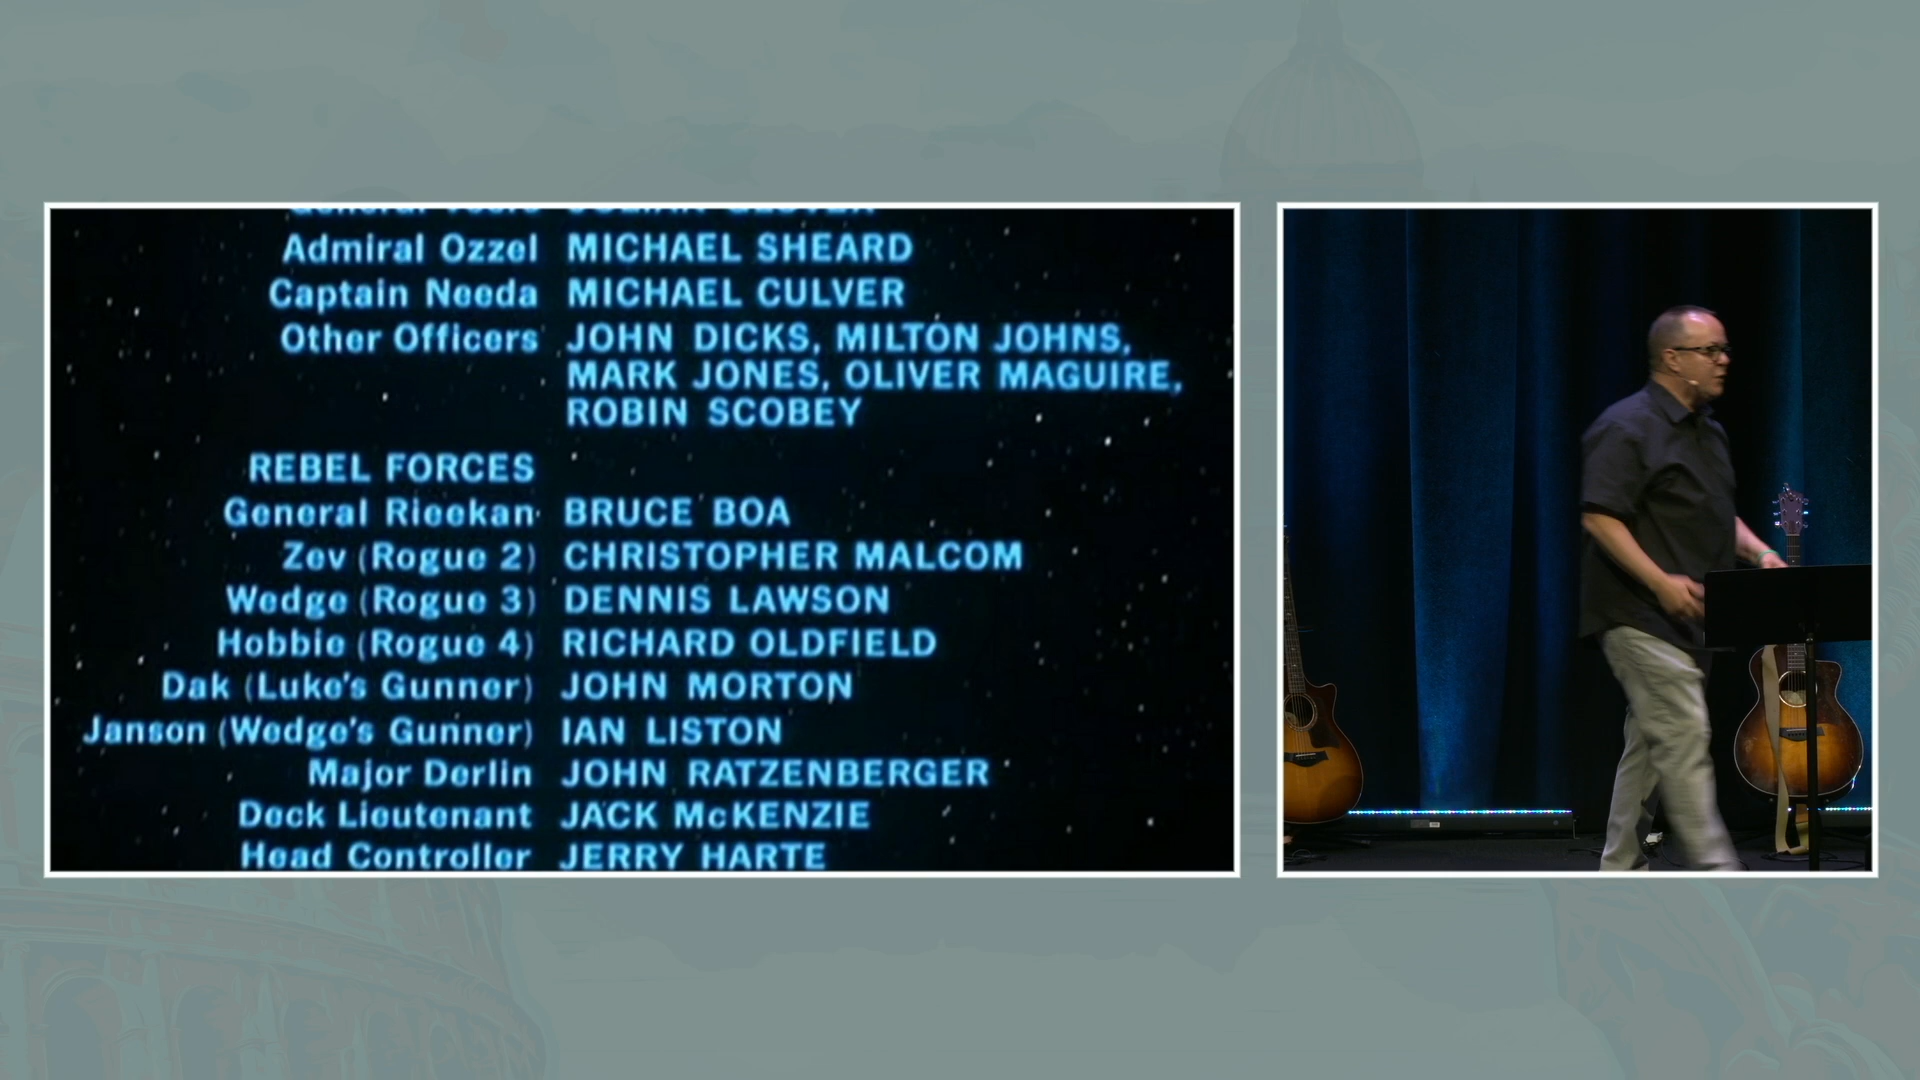 Admiral Ozzel MICHAEL SHEARD
Captain Needa MICHAEL CULVER
Other Officers JOHN DICKS, MILTON JOHNS,
MARK JONES, OLIVER MAGUIRE,
ROBIN SCOBEY
REBEL FORCES
General Rieekan BRUCE BOA
Zev (Rogue 2) CHRISTOPHER MALCOM
Wedge (Rogue 3) DENNIS LAWSON
Hobbie (Rogue 4) RICHARD OLDFIELD
Dak (Luke's Gunner) JOHN MORTON
Janson (Wedge's Gunner) IAN LISTON
Major Derlin JOHN RATZENBERGER
Deck Lieutenant JACK McKENZIE
Head Controller JERRY HARTE